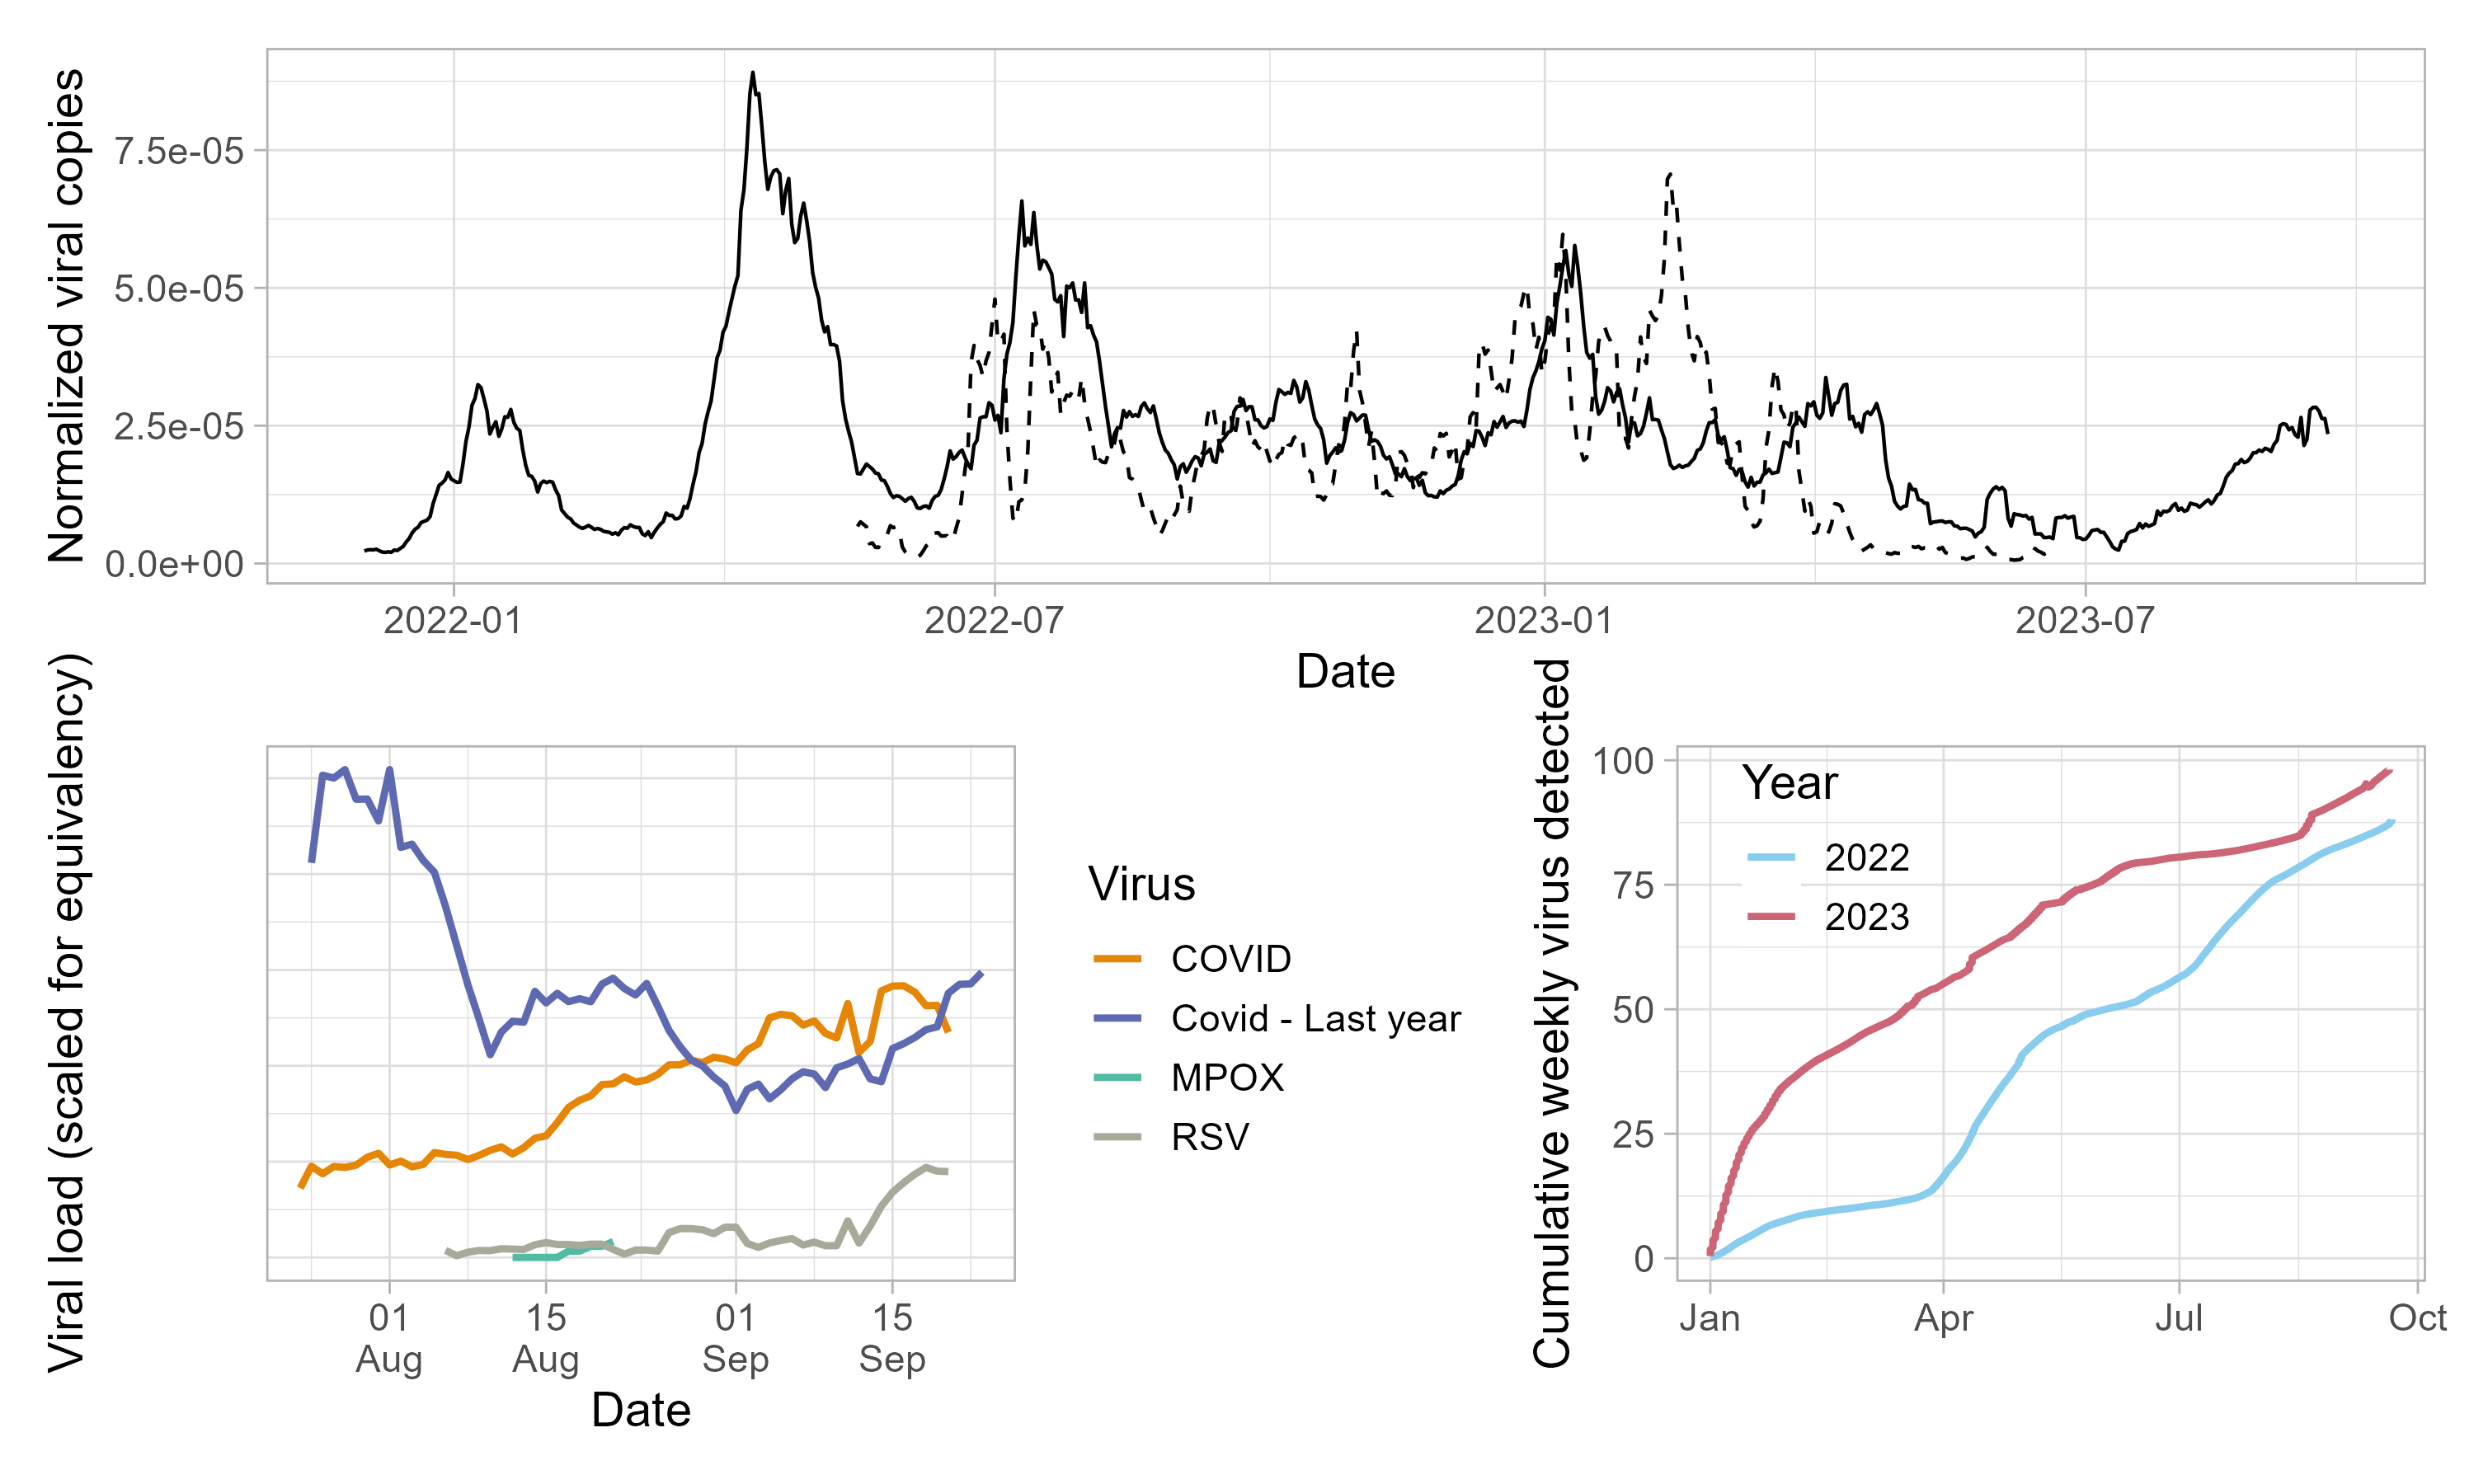 Normalized viral copies
7.5e-05
5.0e-05
2.5e-05
0.0e+00
2022-01 2022-07 2023-01 2023-07
Date
Viral load (scaled for equivalency)
01 15 01 15
Aug Aug Sep Sep
Date
Virus
COVID
Covid - Last year
MPOX
RSV
Cumulative weekly virus detected
100
75
50
25
0
Year
2022
2023
Jan Apr Jul Oct